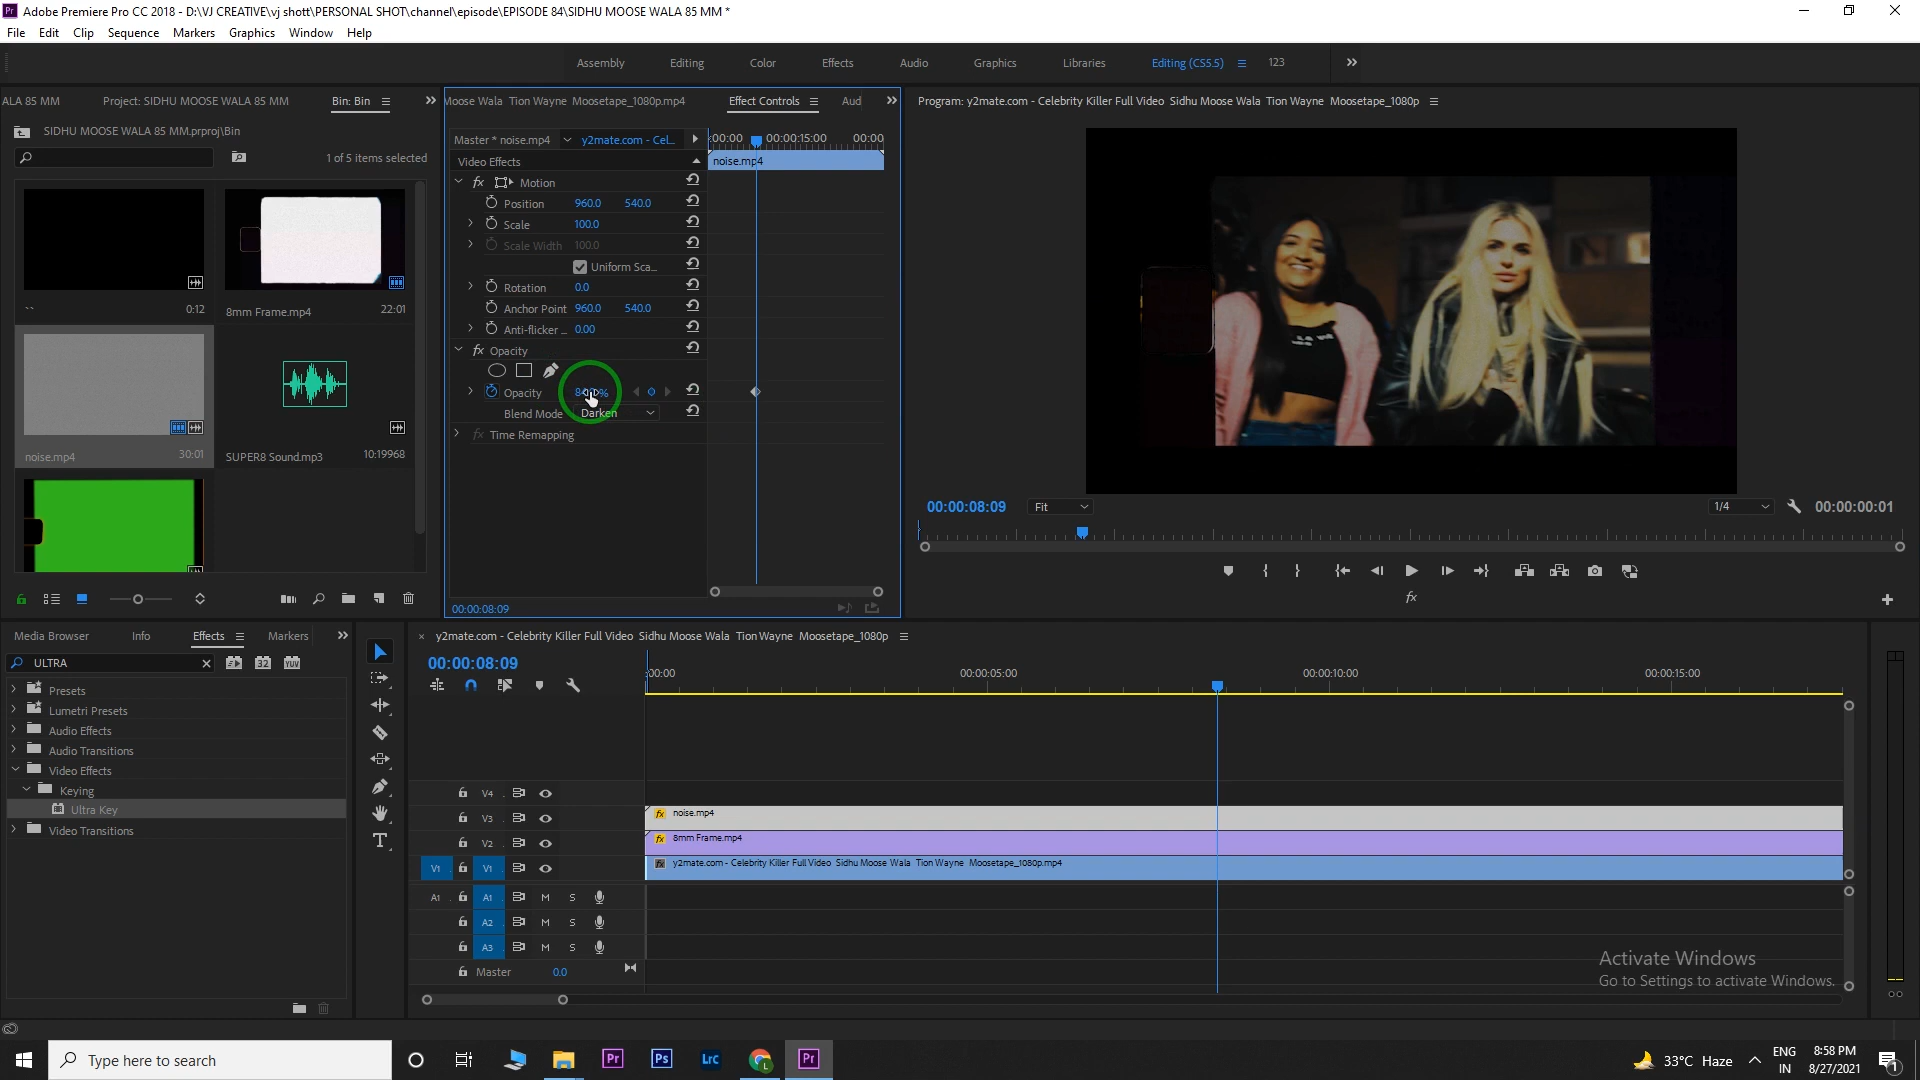 Adobe Premiere Pro CC 2018 - D:\VJ CREATIVE\vj shott\PERSONAL SHOT\channel\episode\EPISODE 84\SIDHU MOOSE WALA 85 MM *
File Edit Clip Sequence Markers Graphics Window Help
Assembly Editing Color Effects Audio Graphics Libraries Editing (CS5.5) 123
ALA 85 MM Project: SIDHU MOOSE WALA 85 MM Bin: Bin
SIDHU MOOSE WALA 85 MM.prproj\Bin
1 of 5 items selected
`` 0:12
8mm Frame.mp4 22:01
noise.mp4 30:01
SUPER8 Sound.mp3 10:19968
Moose Wala Tion Wayne Moosetape_1080p.mp4 Effect Controls Aud
Master * noise.mp4 y2mate.com - Cel...
:00:00 00:00:15:00 00:00
Video Effects
noise.mp4
fx Motion
Position 960.0 540.0
Scale 100.0
Scale Width 100.0
Uniform Sca...
Rotation 0.0
Anchor Point 960.0 540.0
Anti-flicker ... 0.00
fx Opacity
Opacity
Blend Mode Darken
fx Time Remapping
00:00:08:09
Program: y2mate.com - Celebrity Killer Full Video Sidhu Moose Wala Tion Wayne Moosetape_1080p
00:00:08:09 Fit 1/4 00:00:00:01
fx
Media Browser Info Effects Markers
ULTRA 32 YUV
Presets
Lumetri Presets
Audio Effects
Audio Transitions
Video Effects
Keying
Ultra Key
Video Transitions
T
× y2mate.com - Celebrity Killer Full Video Sidhu Moose Wala Tion Wayne Moosetape_1080p
00:00:08:09
:00:00 00:00:05:00 00:00:10:00 00:00:15:00
V4
V3 fx noise.mp4
V2 fx 8mm Frame.mp4
V1 V1 fx y2mate.com - Celebrity Killer Full Video Sidhu Moose Wala Tion Wayne Moosetape_1080p.mp4
A1 A1 M S
A2 M S
A3 M S
Master 0.0
Activate Windows
Go to Settings to activate Windows.
Type here to search
Pr Ps Lrc L Pr
33°C Haze
ENG
IN
8:58 PM
8/27/2021
1